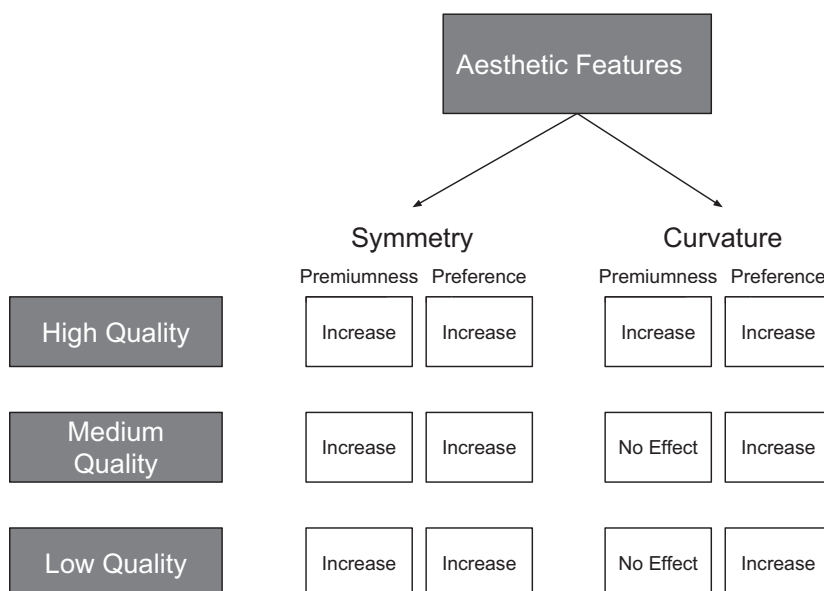 Aesthetic Features
Symmetry Curvature
Premiumness Preference Premiumness Preference
High Quality Increase Increase Increase Increase
Medium
Quality Increase Increase No Effect Increase
Low Quality Increase Increase No Effect Increase